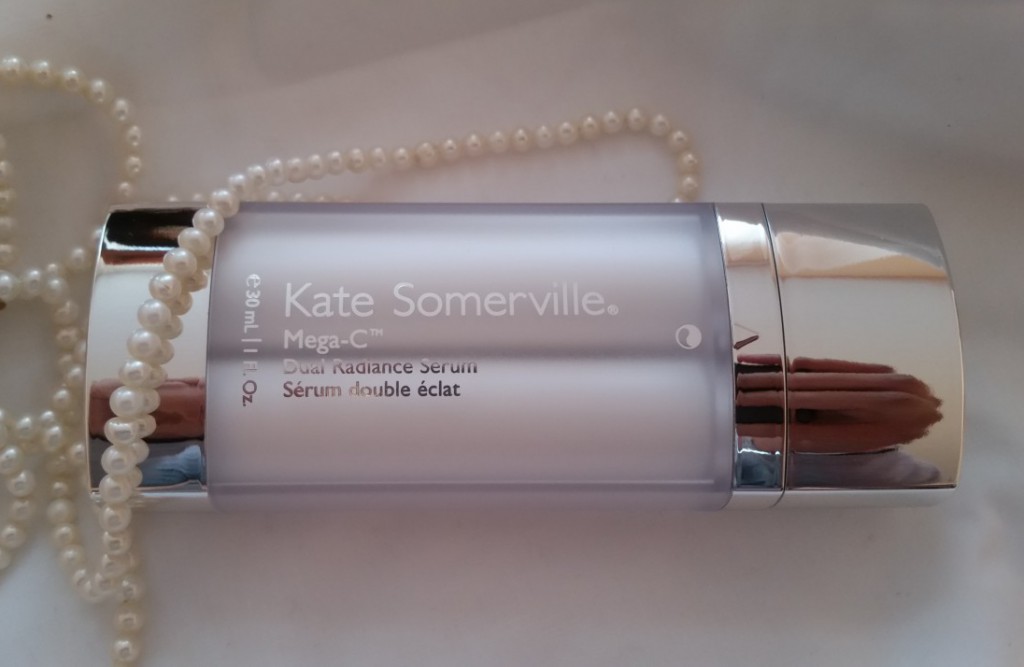 Kate Somerville®
Mega-C™
Dual Radiance Serum
Sérum double éclat
℮ 30 mL | 1 Fl. Oz.